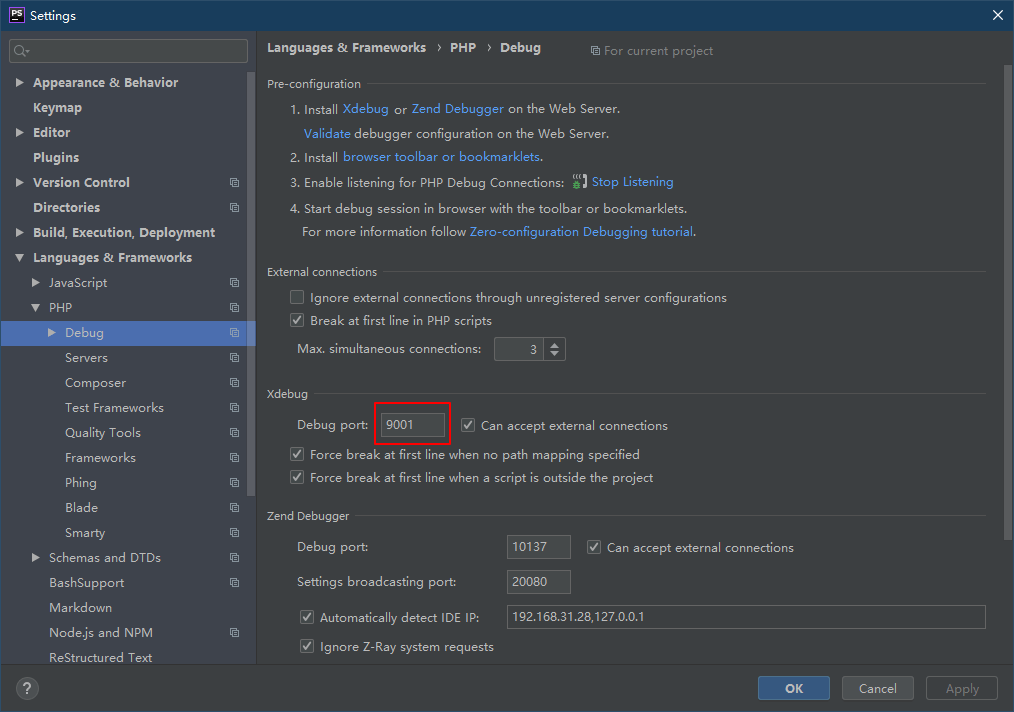 PS Settings
Languages & Frameworks › PHP › Debug For current project
Appearance & Behavior
Keymap
Editor
Plugins
Version Control
Directories
Build, Execution, Deployment
Languages & Frameworks
JavaScript
PHP
Debug
Servers
Composer
Test Frameworks
Quality Tools
Frameworks
Phing
Blade
Smarty
Schemas and DTDs
BashSupport
Markdown
Node.js and NPM
ReStructured Text
Pre-configuration
1. Install Xdebug or Zend Debugger on the Web Server.
Validate debugger configuration on the Web Server.
2. Install browser toolbar or bookmarklets.
3. Enable listening for PHP Debug Connections: Stop Listening
4. Start debug session in browser with the toolbar or bookmarklets.
For more information follow Zero-configuration Debugging tutorial.
External connections
Ignore external connections through unregistered server configurations
Break at first line in PHP scripts
Max. simultaneous connections: 3
Xdebug
Debug port: 9001 Can accept external connections
Force break at first line when no path mapping specified
Force break at first line when a script is outside the project
Zend Debugger
Debug port: 10137 Can accept external connections
Settings broadcasting port: 20080
Automatically detect IDE IP: 192.168.31.28,127.0.0.1
Ignore Z-Ray system requests
? OK Cancel Apply